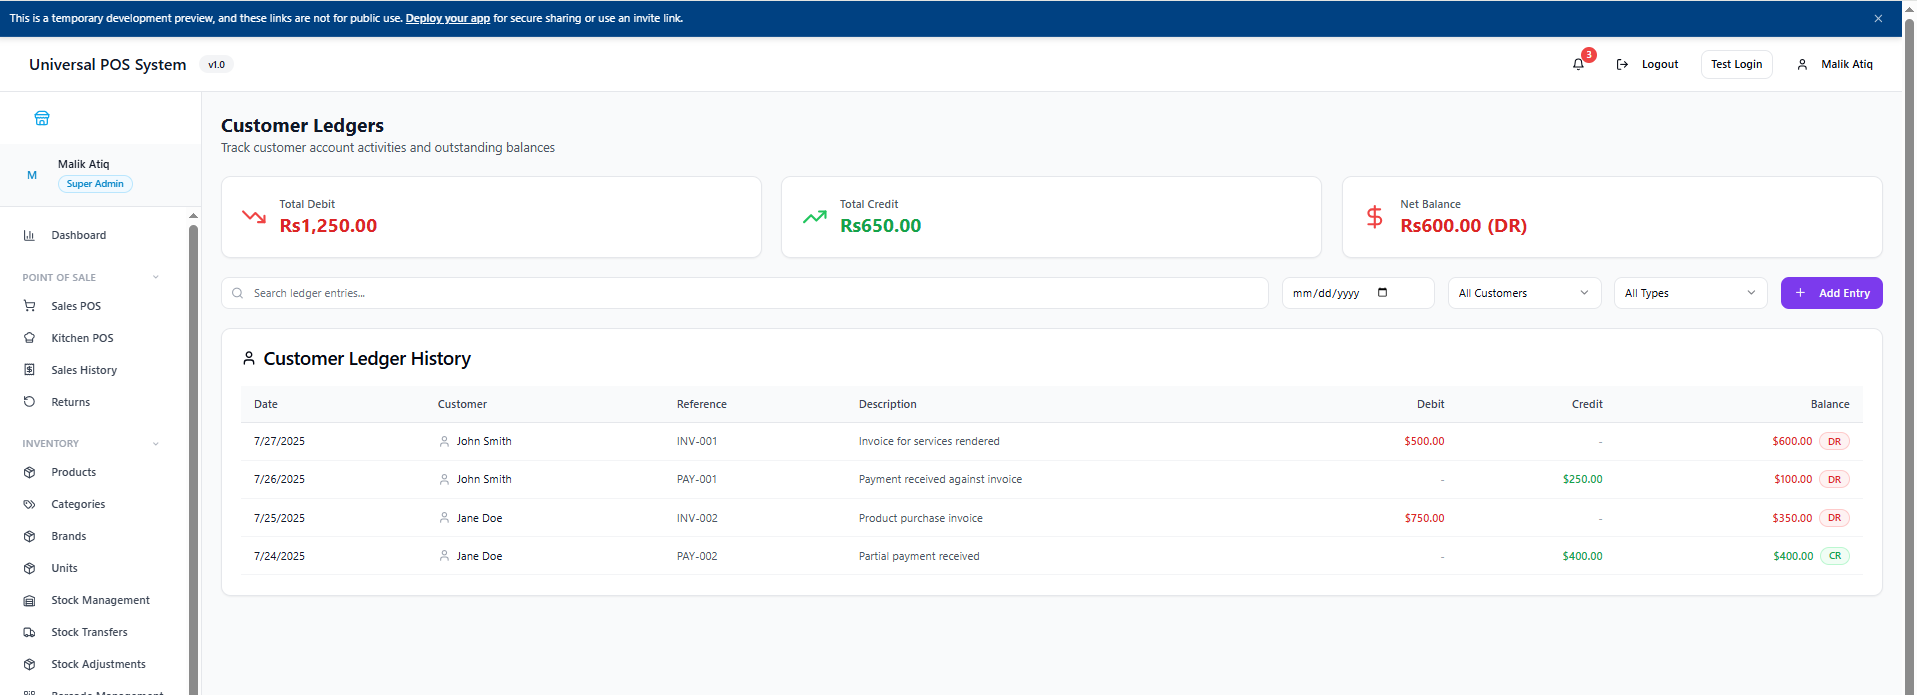 This is a temporary development preview, and these links are not for public use. Deploy your app for secure sharing or use an invite link.
Universal POS System v1.0
3
Logout
Test Login
Malik Atiq
M
Malik Atiq
Super Admin
Dashboard
POINT OF SALE
Sales POS
Kitchen POS
Sales History
Returns
INVENTORY
Products
Categories
Brands
Units
Stock Management
Stock Transfers
Stock Adjustments
Barcode Management
Customer Ledgers
Track customer account activities and outstanding balances
Total Debit
Rs1,250.00
Total Credit
Rs650.00
Net Balance
Rs600.00 (DR)
Search ledger entries...
mm/dd/yyyy
All Customers
All Types
+ Add Entry
Customer Ledger History
Date Customer Reference Description Debit Credit Balance
7/27/2025 John Smith INV-001 Invoice for services rendered $500.00 - $600.00 DR
7/26/2025 John Smith PAY-001 Payment received against invoice - $250.00 $100.00 DR
7/25/2025 Jane Doe INV-002 Product purchase invoice $750.00 - $350.00 DR
7/24/2025 Jane Doe PAY-002 Partial payment received - $400.00 $400.00 CR